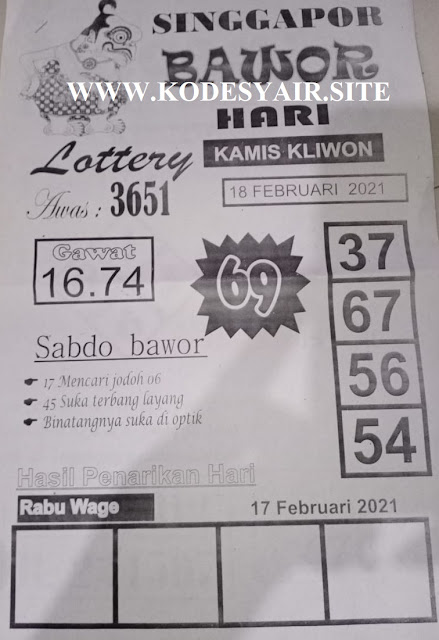 SINGGAPOR
BAWOR
WWW.KODESYAIR.SITE
HARI
Lottery
KAMIS KLIWON
18 FEBRUARI 2021
Awas : 3651
Gawat
16.74
69
37
67
56
54
Sabdo bawor
17 Mencari jodoh 06
45 Suka terbang layang
Binatangnya suka di optik
Hasil Penarikan Hari
Rabu Wage
17 Februari 2021